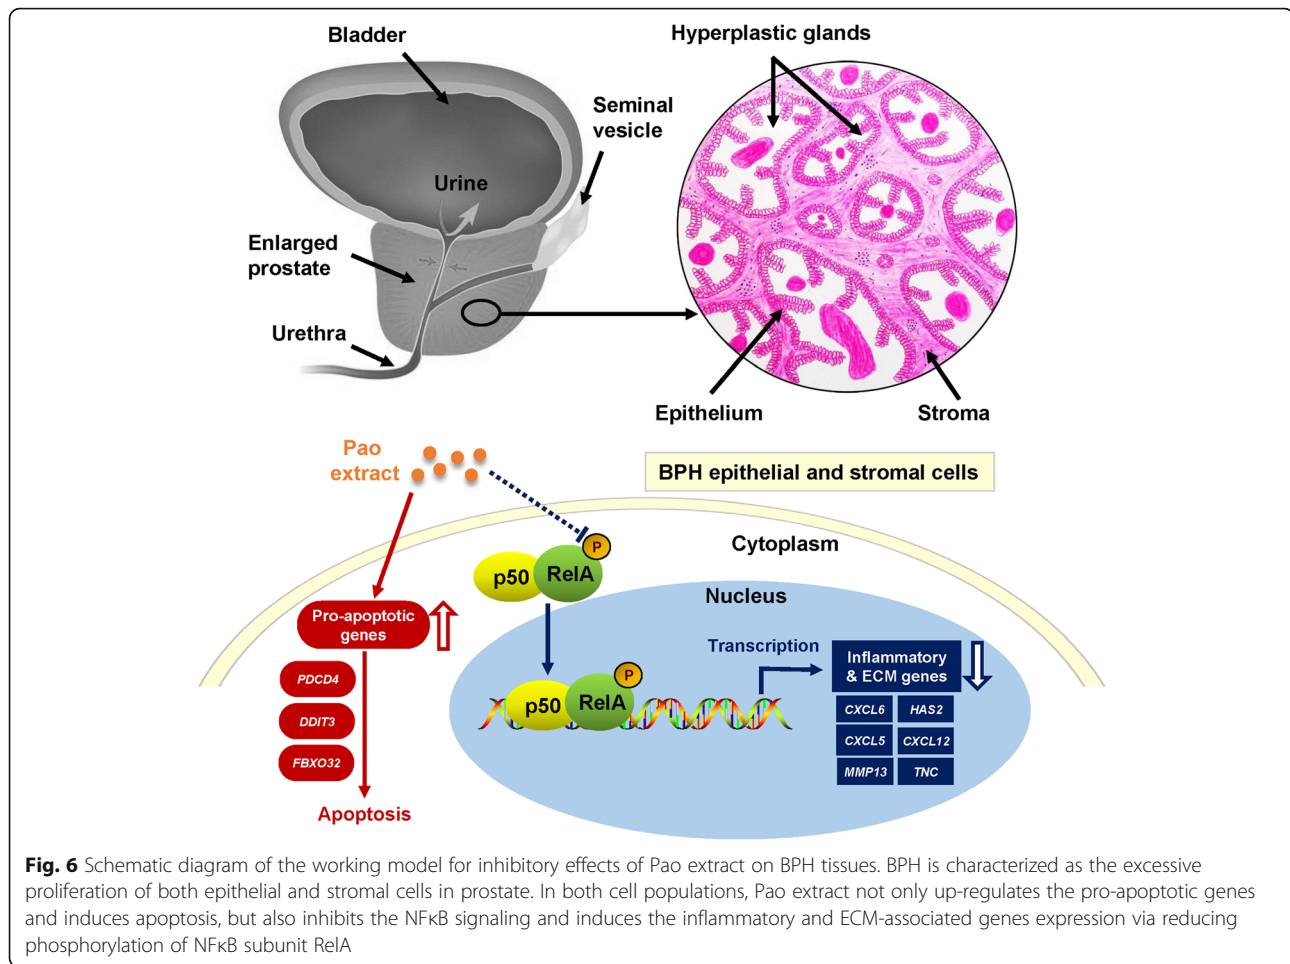 Bladder
Hyperplastic glands
Seminal
vesicle
Urine
Enlarged
prostate
Urethra
Epithelium
Stroma
Pao
extract
BPH epithelial and stromal cells
P
Cytoplasm
p50
RelA
Nucleus
Pro-apoptotic
genes
Transcription
Inflammatory
& ECM genes
P
PDCD4
p50
RelA
CXCL6
HAS2
DDIT3
CXCL5
CXCL12
FBXO32
MMP13
TNC
Apoptosis
Fig. 6 Schematic diagram of the working model for inhibitory effects of Pao extract on BPH tissues. BPH is characterized as the excessive
proliferation of both epithelial and stromal cells in prostate. In both cell populations, Pao extract not only up-regulates the pro-apoptotic genes
and induces apoptosis, but also inhibits the NFκB signaling and induces the inflammatory and ECM-associated genes expression via reducing
phosphorylation of NFκB subunit RelA